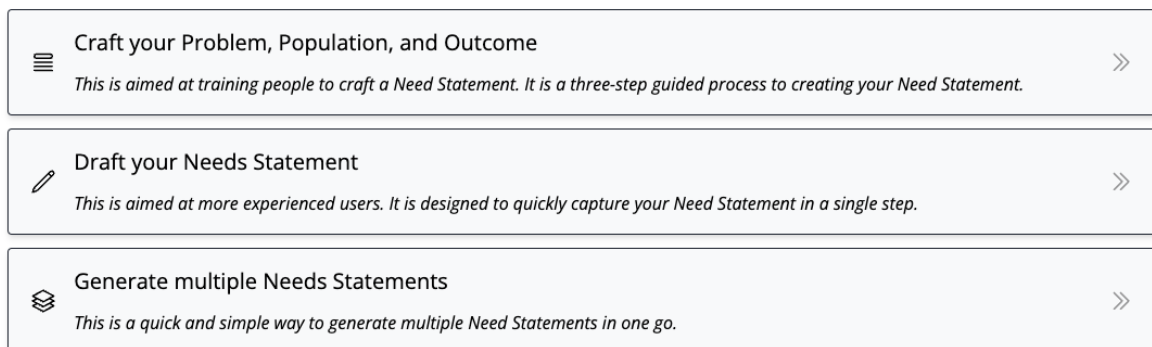 Craft your Problem, Population, and Outcome
This is aimed at training people to craft a Need Statement. It is a three-step guided process to creating your Need Statement.
Draft your Needs Statement
This is aimed at more experienced users. It is designed to quickly capture your Need Statement in a single step.
Generate multiple Needs Statements
This is a quick and simple way to generate multiple Need Statements in one go.